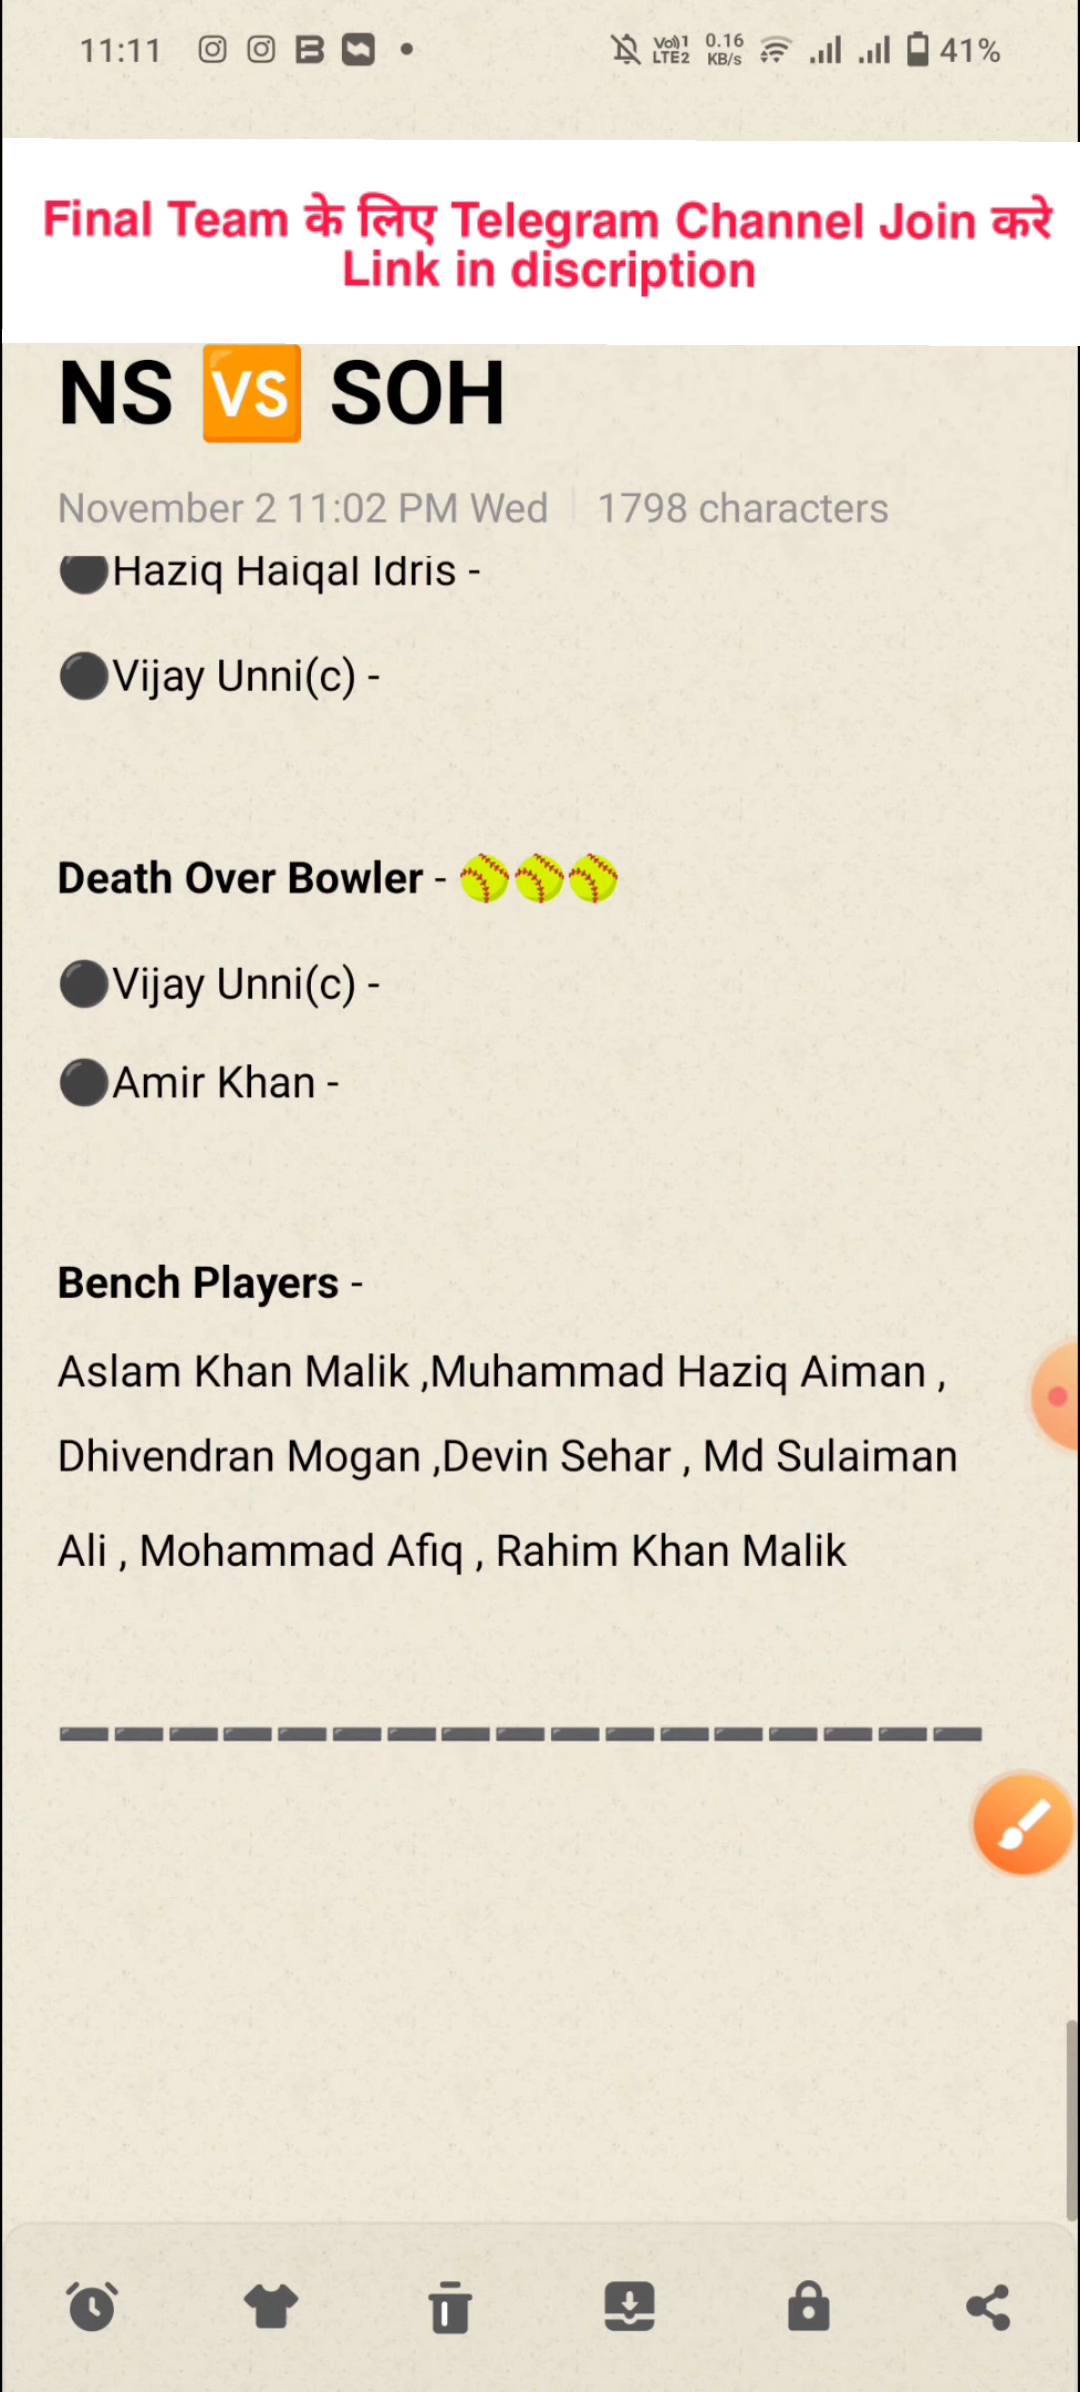 11:11
Vo))1 LTE2 0.16 KB/s 41%
Final Team के लिए Telegram Channel Join करे
Link in discription
NS VS SOH
November 2 11:02 PM Wed 1798 characters
Haziq Haiqal Idris -
Vijay Unni(c) -
Death Over Bowler -
Vijay Unni(c) -
Amir Khan -
Bench Players -
Aslam Khan Malik ,Muhammad Haziq Aiman ,
Dhivendran Mogan ,Devin Sehar , Md Sulaiman
Ali , Mohammad Afiq , Rahim Khan Malik